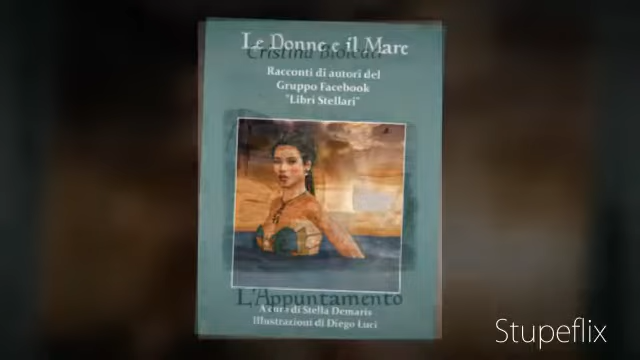 Le Donne e il Mare
Cristina Biolcati
Racconti di autori del
Gruppo Facebook
"Libri Stellari"
L'Appuntamento
A cura di Stella Demaris
Illustrazioni di Diego Luci
Stupeflix